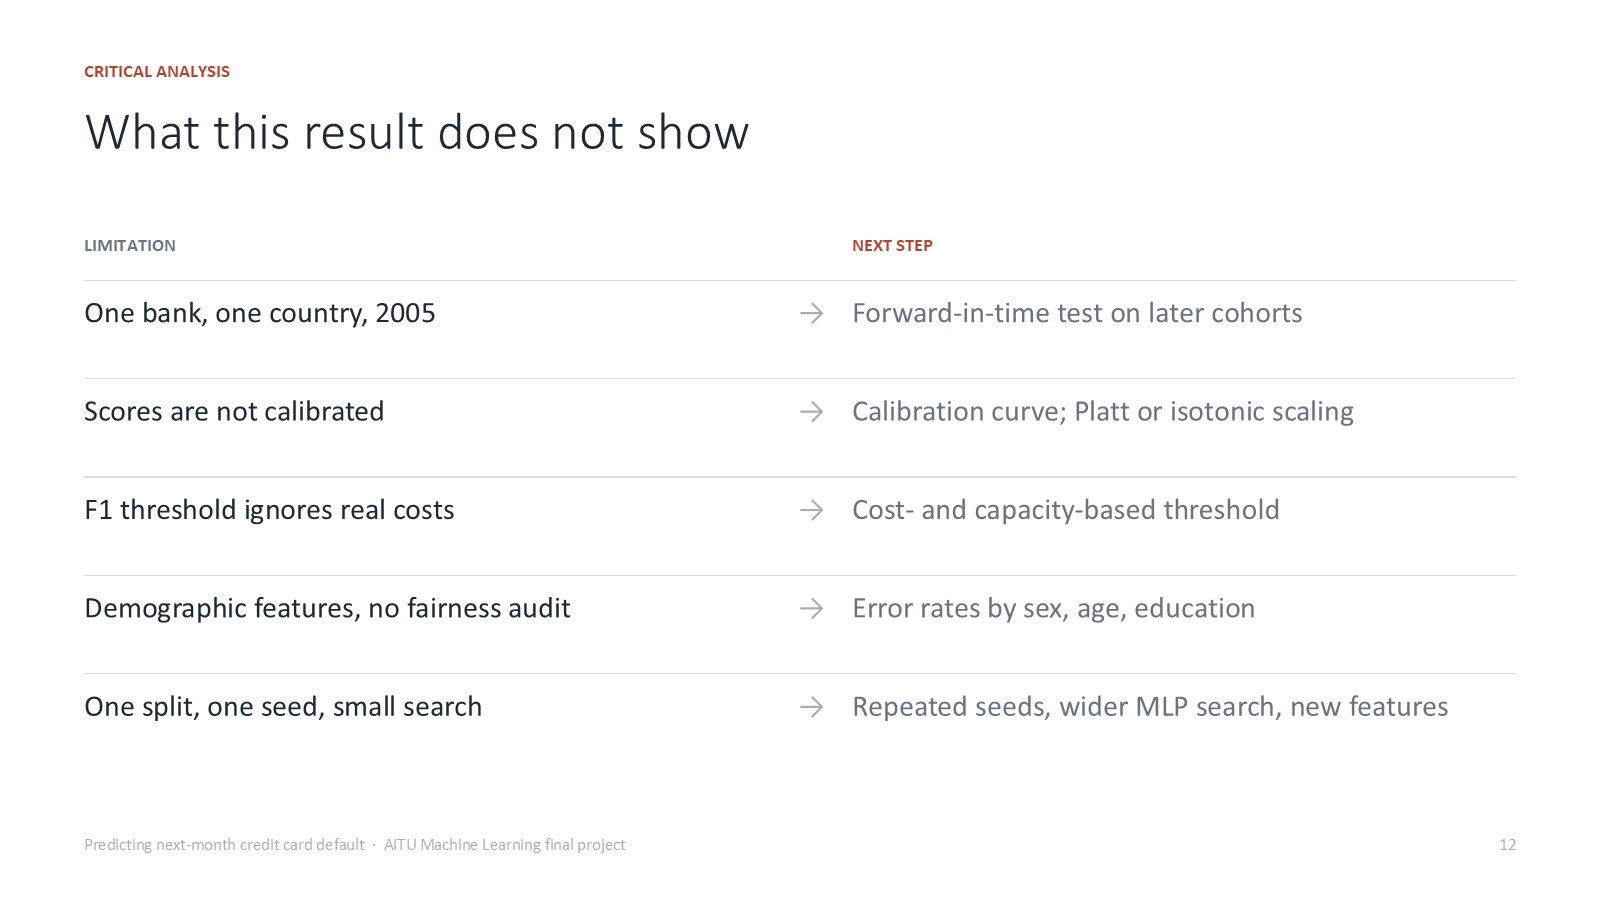 CRITICAL ANALYSIS
What this result does not show
LIMITATION
NEXT STEP
One bank, one country, 2005 → Forward-in-time test on later cohorts
Scores are not calibrated → Calibration curve; Platt or isotonic scaling
F1 threshold ignores real costs → Cost- and capacity-based threshold
Demographic features, no fairness audit → Error rates by sex, age, education
One split, one seed, small search → Repeated seeds, wider MLP search, new features
Predicting next-month credit card default · AITU Machine Learning final project
12